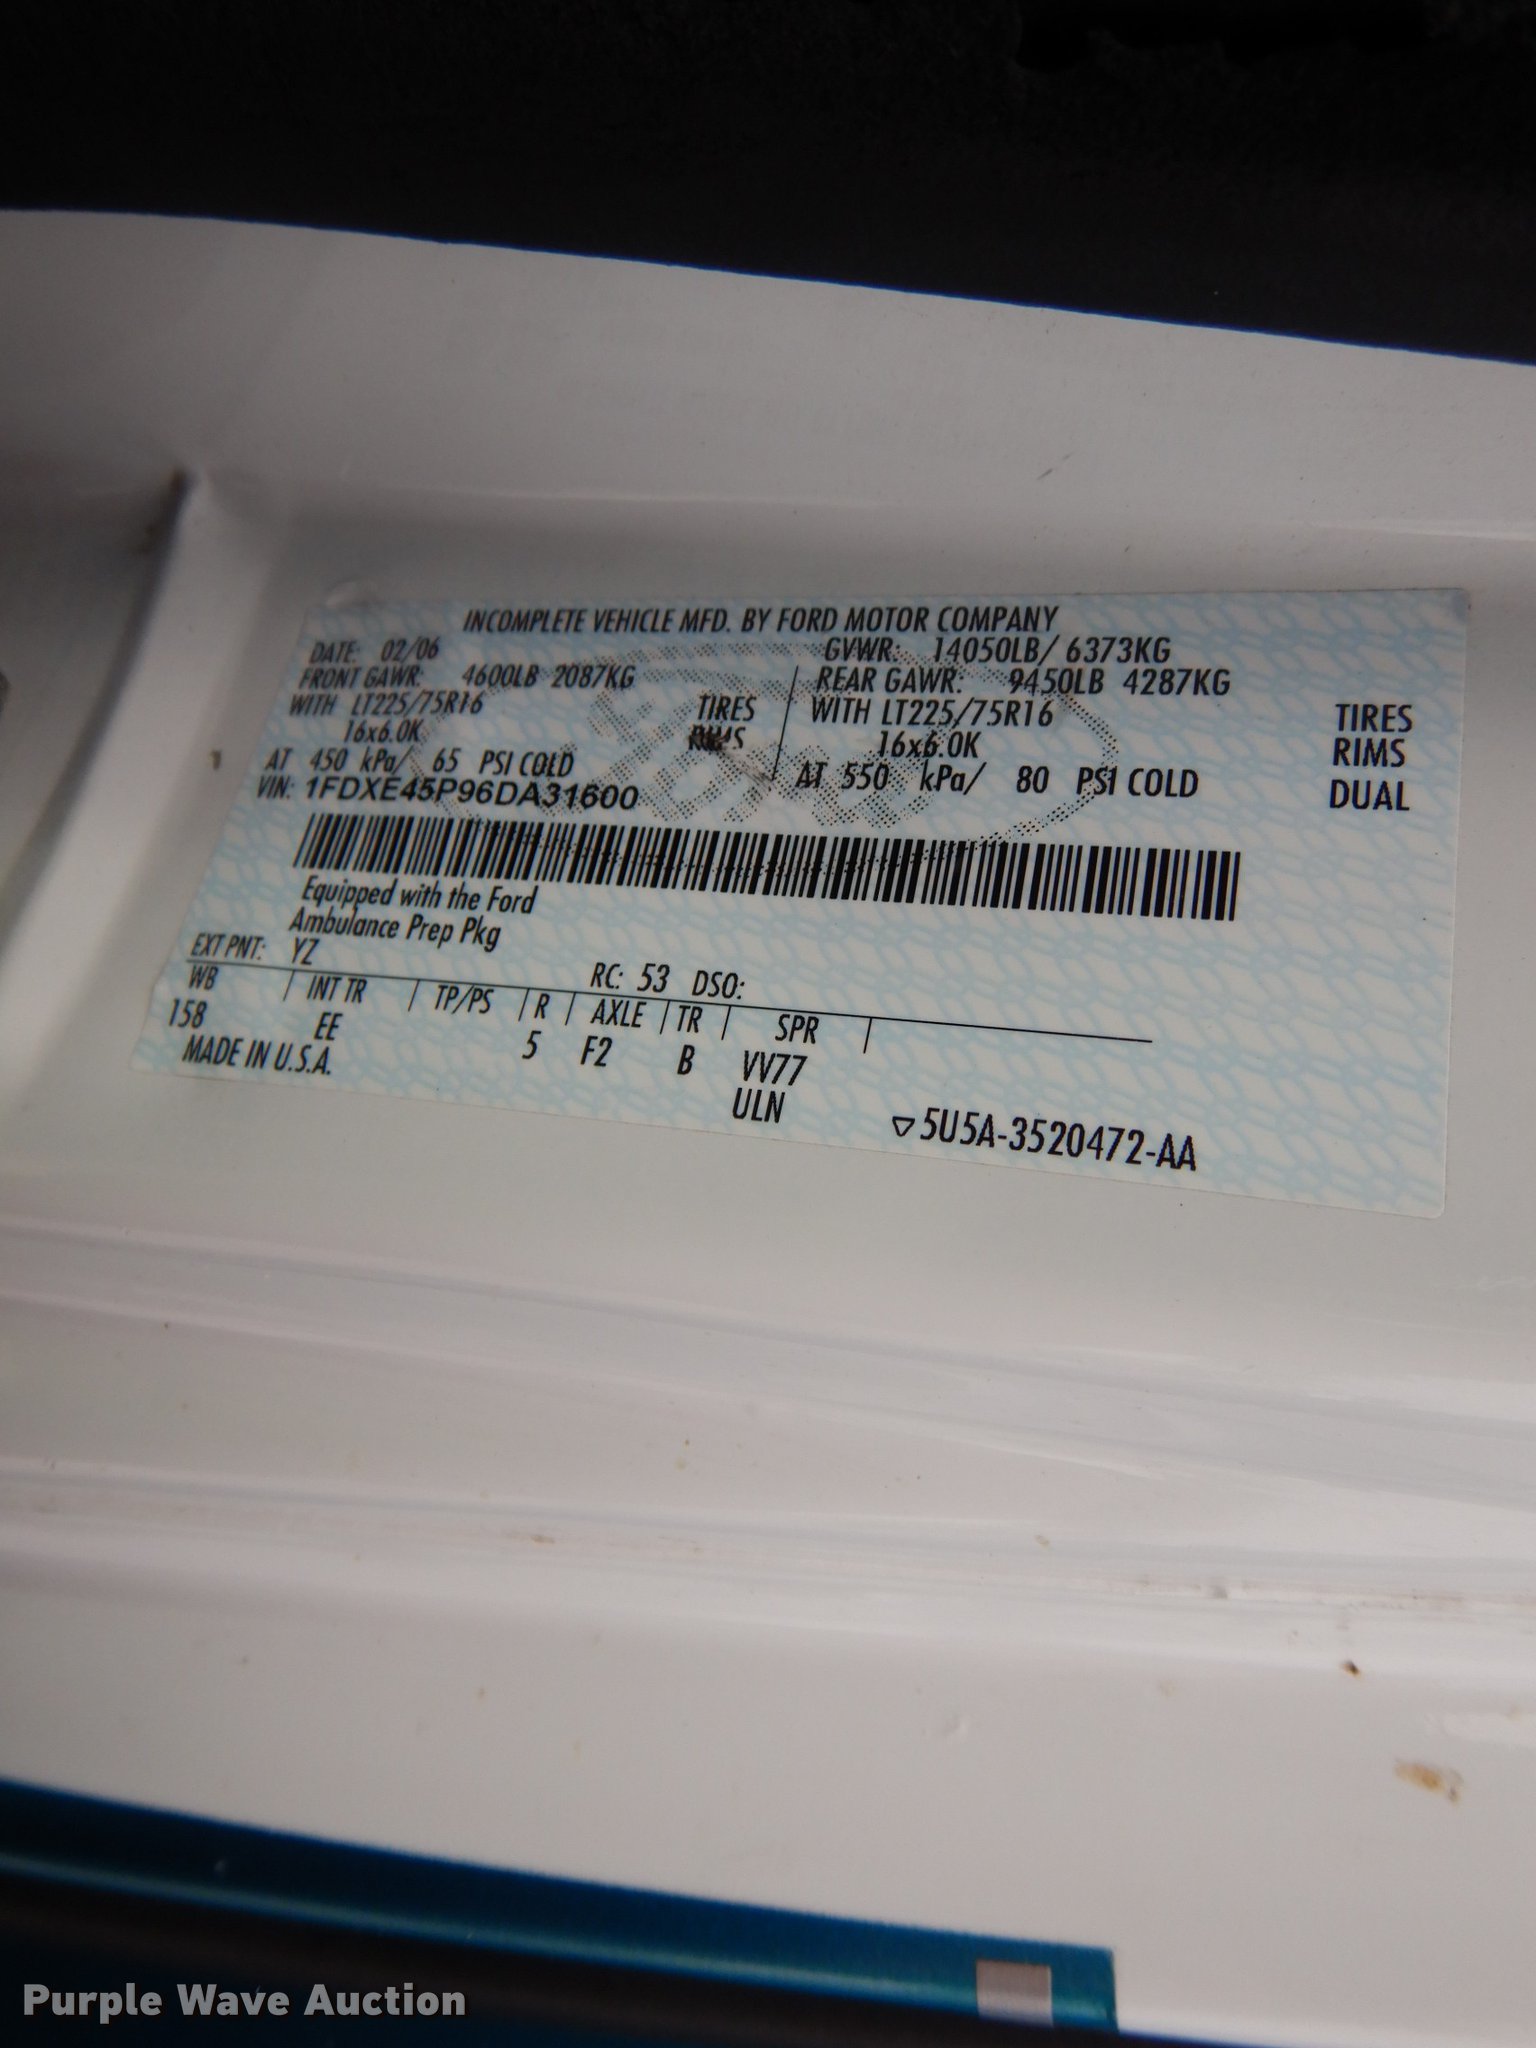 INCOMPLETE VEHICLE MFD. BY FORD MOTOR COMPANY
DATE: 02/06 GVWR: 14050LB/ 6373KG
FRONT GAWR: 4600LB 2087KG REAR GAWR: 9450LB 4287KG
WITH LT225/75R16 TIRES WITH LT225/75R16 TIRES
16x6.0K RIMS 16x6.0K RIMS
AT 450 kPa/ 65 PSI COLD AT 550 kPa/ 80 PSI COLD DUAL
VIN: 1FDXE45P96DA31600
Equipped with the Ford
Ambulance Prep Pkg
EXT PNT: YZ RC: 53 DSO:
WB INT TR TP/PS R AXLE TR SPR
158 EE 5 F2 B VV77
MADE IN U.S.A. ULN
▽5U5A-3520472-AA
Purple Wave Auction